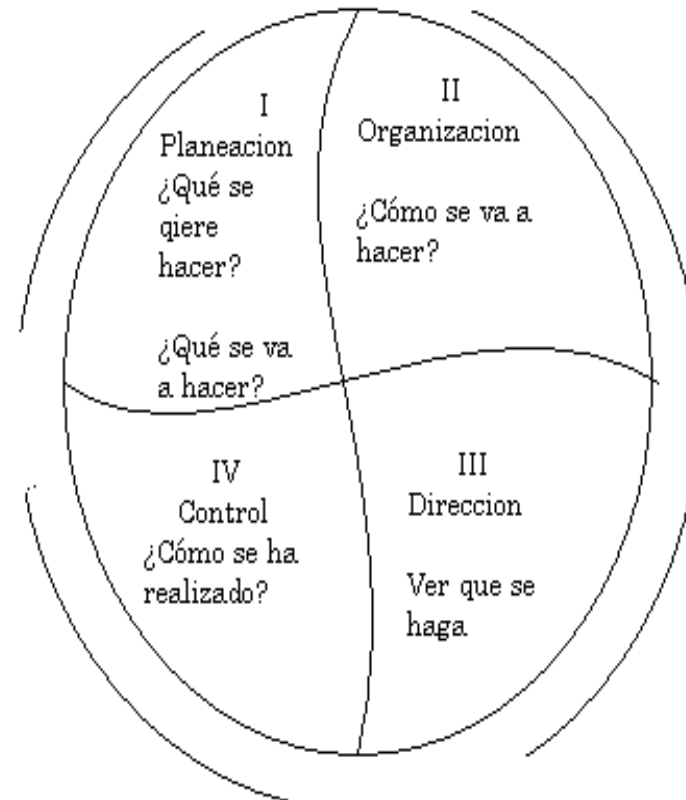 I
Planeacion
¿Qué se
qiere
hacer?
¿Qué se va
a hacer?
II
Organizacion
¿Cómo se va a
hacer?
III
Direccion
Ver que se
haga
IV
Control
¿Cómo se ha
realizado?